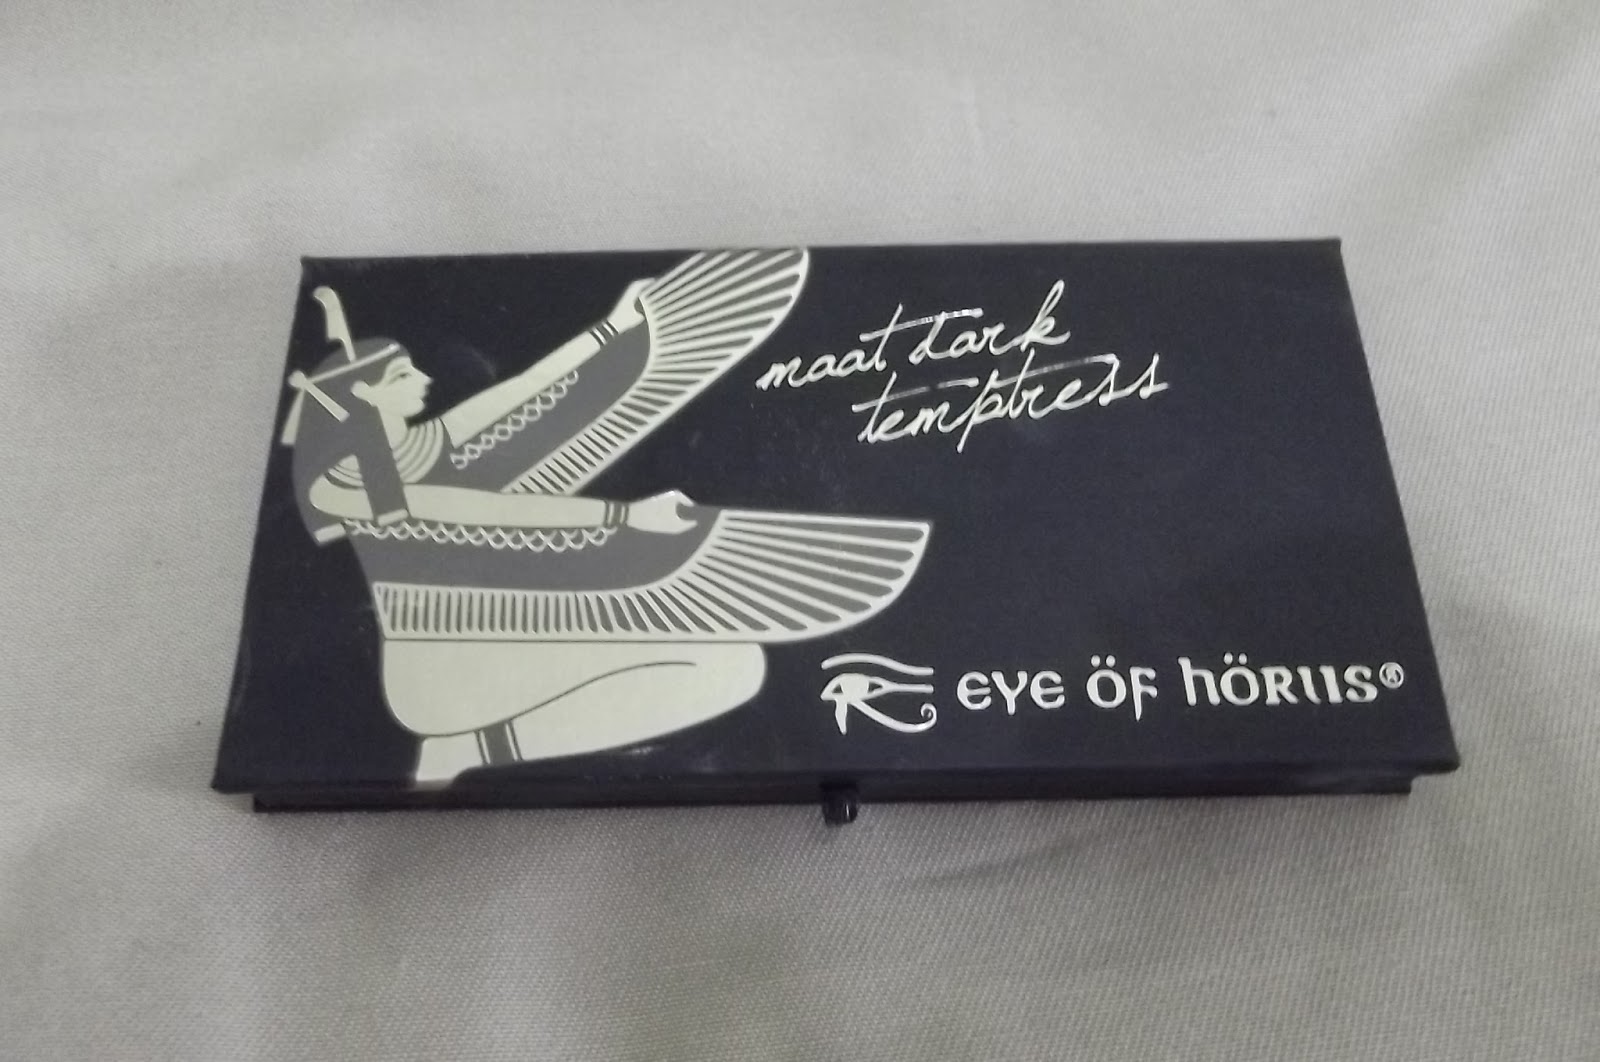 maat dark
temptress
EYE ÖF HÖRUS®